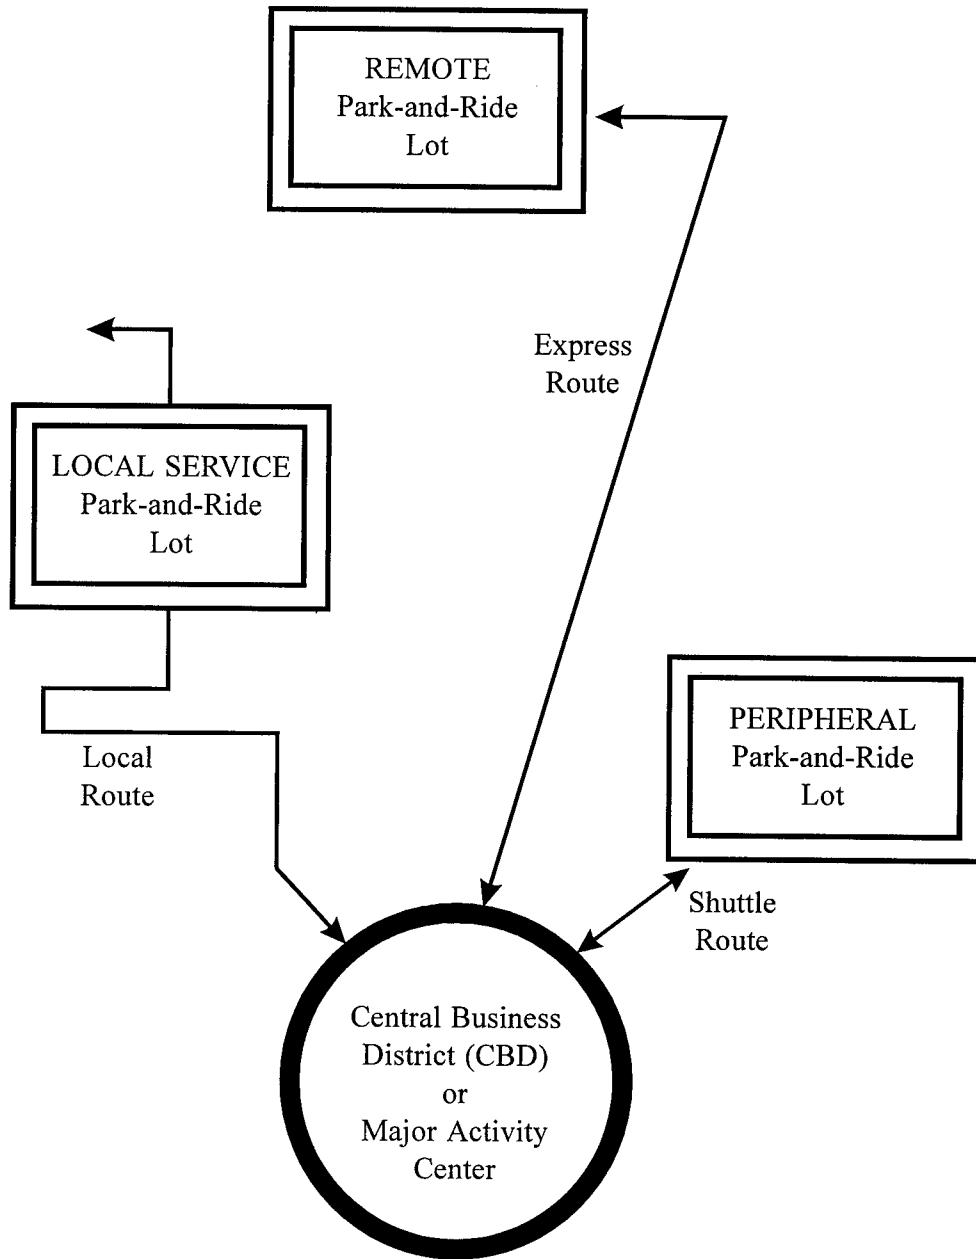 REMOTE
Park-and-Ride
Lot
Express
Route
LOCAL SERVICE
Park-and-Ride
Lot
Local
Route
PERIPHERAL
Park-and-Ride
Lot
Shuttle
Route
Central Business
District (CBD)
or
Major Activity
Center